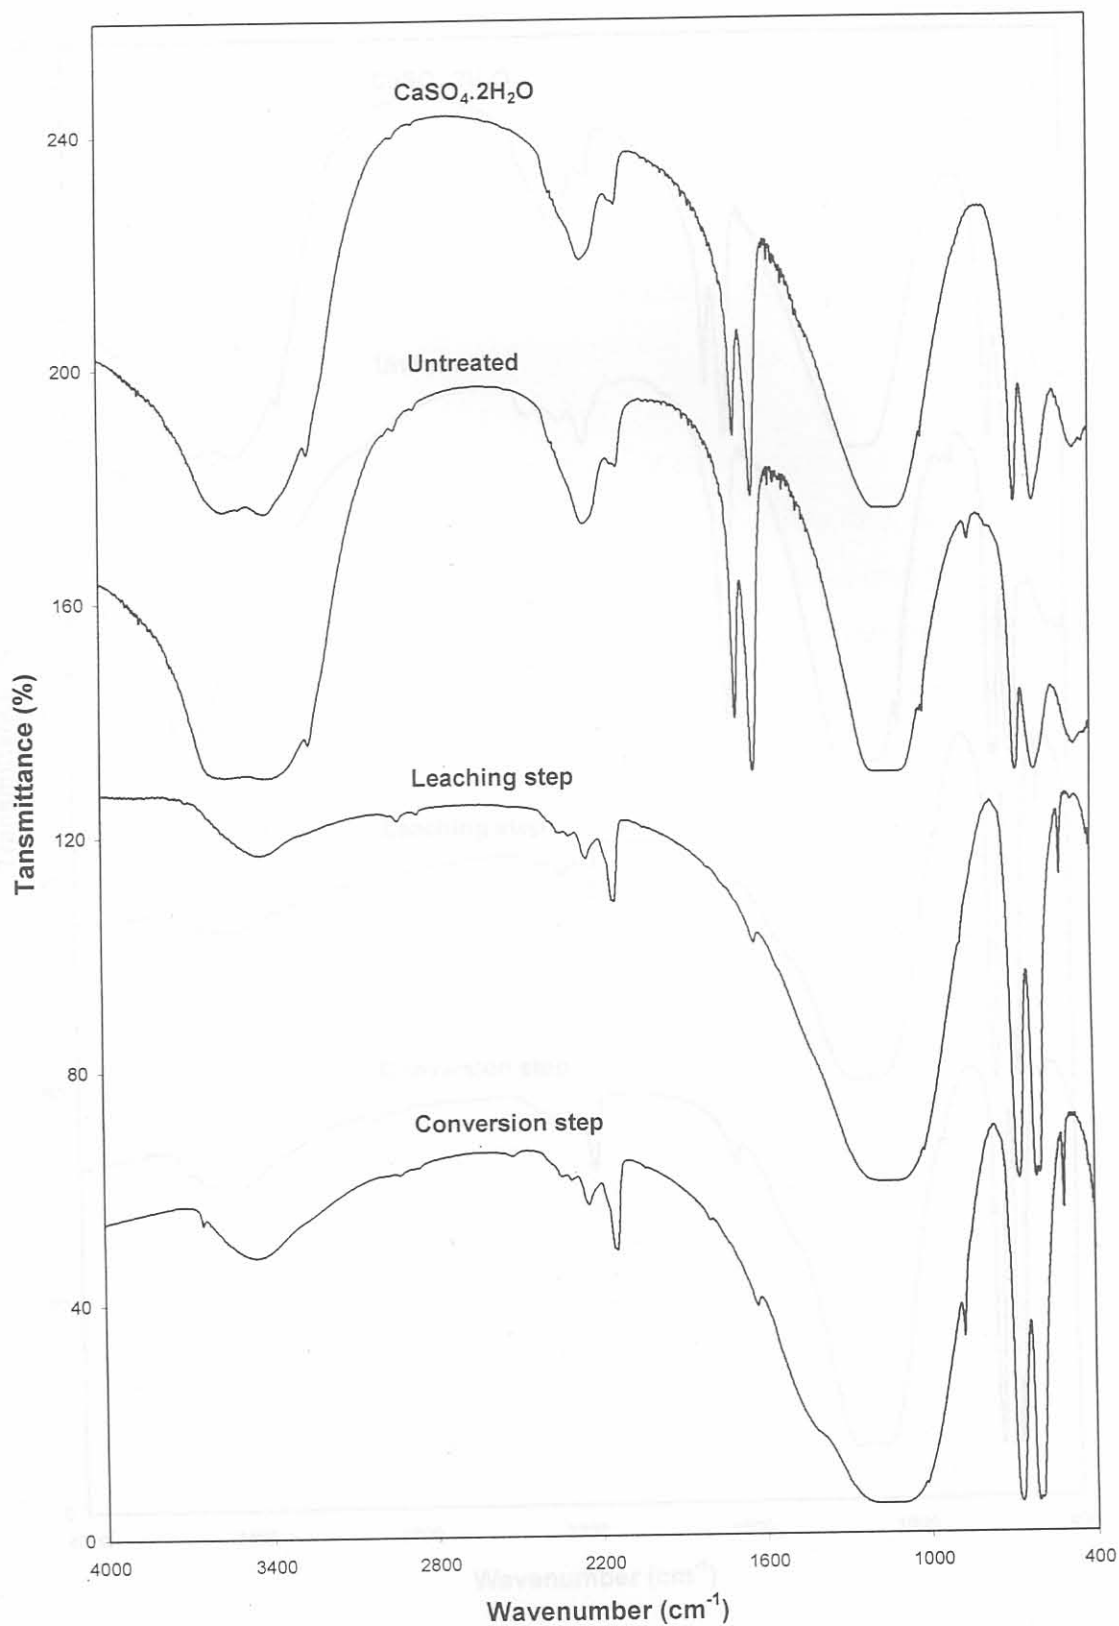 CaSO₄.2H₂O
240
200
Untreated
160
Leaching step
120
80
Conversion step
40
0
Tansmittance (%)
4000 3400 2800 2200 1600 1000 400
Wavenumber (cm⁻¹)